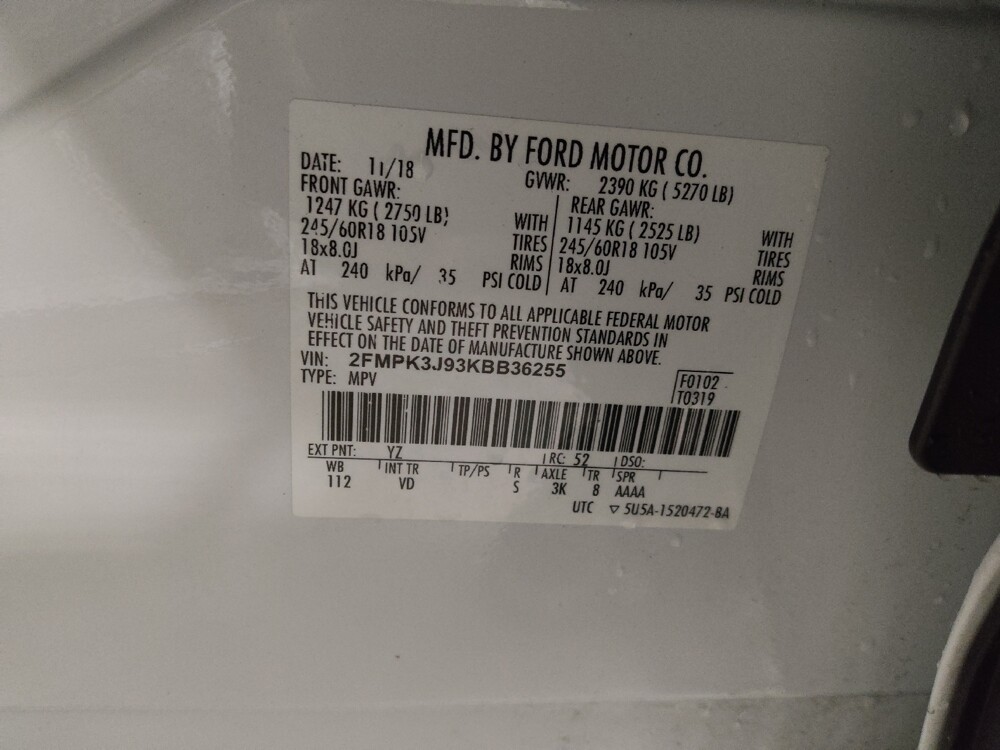 MFD. BY FORD MOTOR CO.
DATE: 11/18 GVWR: 2390 KG ( 5270 LB)
FRONT GAWR: REAR GAWR:
1247 KG ( 2750 LB) WITH 1145 KG ( 2525 LB) WITH
245/60R18 105V TIRES 245/60R18 105V TIRES
18x8.0J RIMS 18x8.0J RIMS
AT 240 kPa/ 35 PSI COLD AT 240 kPa/ 35 PSI COLD
THIS VEHICLE CONFORMS TO ALL APPLICABLE FEDERAL MOTOR
VEHICLE SAFETY AND THEFT PREVENTION STANDARDS IN
EFFECT ON THE DATE OF MANUFACTURE SHOWN ABOVE.
VIN: 2FMPK3J93KBB36255
TYPE: MPV
F0102
T0319
EXT PNT: YZ RC: 52 DSO:
WB INT TR TP/PS R AXLE TR SPR
112 VD S 3K 8 AAAA
UTC ▽ 5U5A-1520472-BA